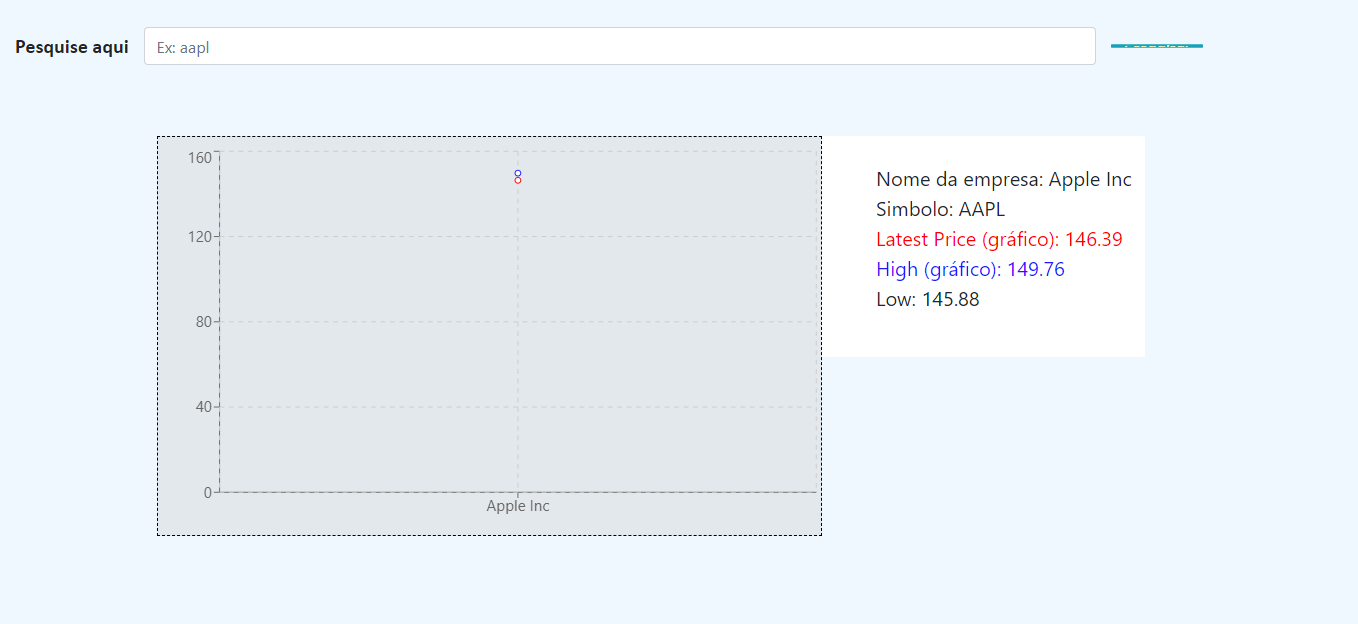 Pesquise aqui
Ex: aapl
160
120
80
40
0
Apple Inc
Nome da empresa: Apple Inc
Simbolo: AAPL
Latest Price (gráfico): 146.39
High (gráfico): 149.76
Low: 145.88